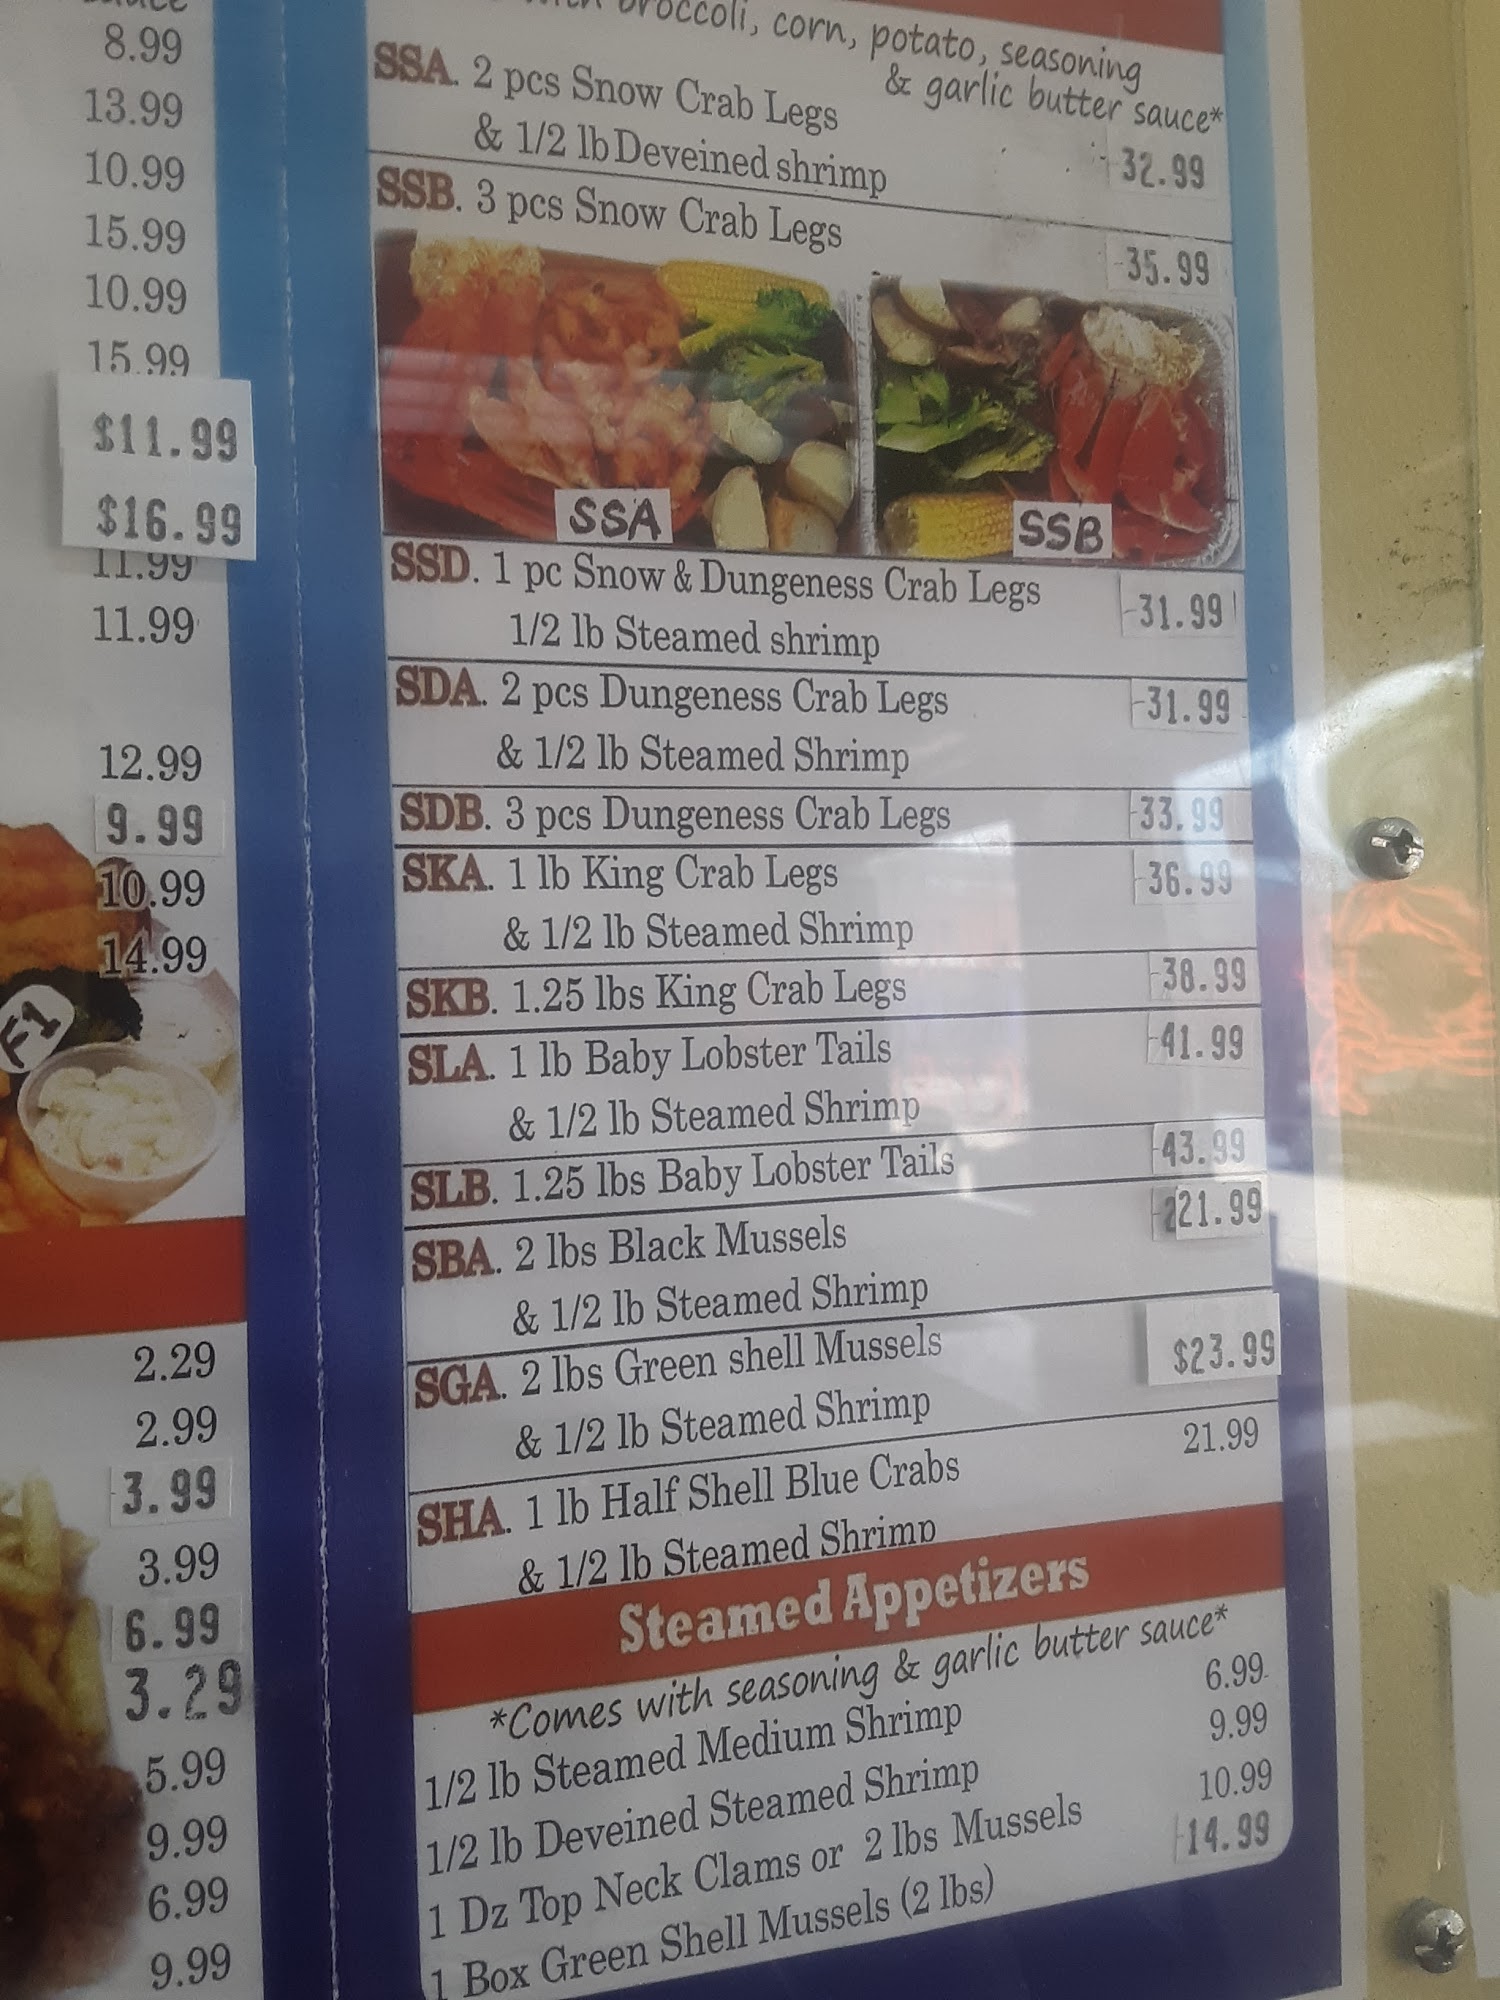 8.99
13.99
10.99
15.99
10.99
15.99
$11.99
$16.99
11.99
11.99
12.99
9.99
10.99
14.99
F1
2.29
2.99
3.99
3.99
6.99
3.29
5.99
9.99
6.99
9.99
broccoli, corn, potato, seasoning
& garlic butter sauce*
SSA. 2 pcs Snow Crab Legs
& 1/2 lb Deveined shrimp 32.99
SSB. 3 pcs Snow Crab Legs 35.99
SSA SSB
SSD. 1 pc Snow & Dungeness Crab Legs 31.99
1/2 lb Steamed shrimp
SDA. 2 pcs Dungeness Crab Legs 31.99
& 1/2 lb Steamed Shrimp
SDB. 3 pcs Dungeness Crab Legs 33.99
SKA. 1 lb King Crab Legs 36.99
& 1/2 lb Steamed Shrimp
SKB. 1.25 lbs King Crab Legs 38.99
SLA. 1 lb Baby Lobster Tails 41.99
& 1/2 lb Steamed Shrimp
SLB. 1.25 lbs Baby Lobster Tails 43.99
SBA. 2 lbs Black Mussels 21.99
& 1/2 lb Steamed Shrimp
SGA. 2 lbs Green shell Mussels $23.99
& 1/2 lb Steamed Shrimp
SHA. 1 lb Half Shell Blue Crabs 21.99
& 1/2 lb Steamed Shrimp
Steamed Appetizers
*Comes with seasoning & garlic butter sauce*
1/2 lb Steamed Medium Shrimp 6.99
1/2 lb Deveined Steamed Shrimp 9.99
1 Dz Top Neck Clams or 2 lbs Mussels 10.99
1 Box Green Shell Mussels (2 lbs) 14.99